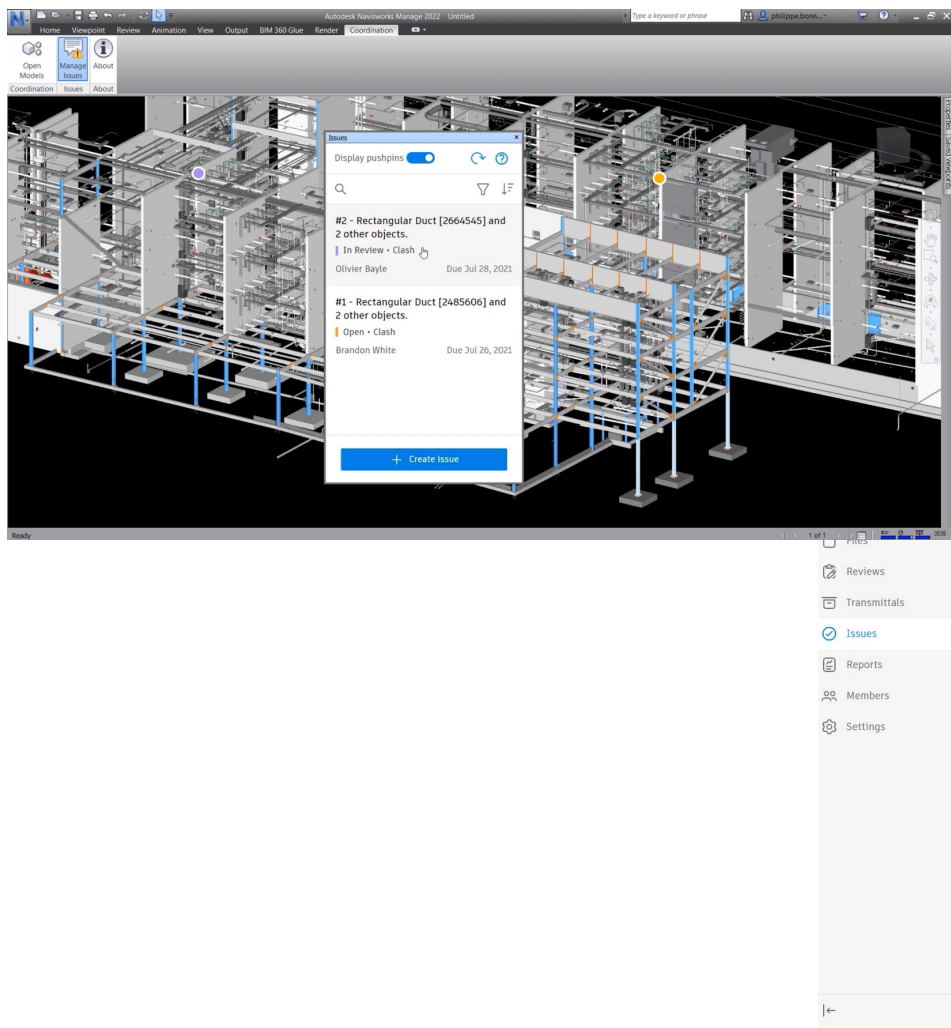 Autodesk Navisworks Manage 2022 Untitled
Type a keyword or phrase
philippe.bonn...
Home Viewpoint Review Animation View Output BIM 360 Glue Render Coordination
Open Models
Manage Issues
About
Coordination Issues About
Issues
Display pushpins
#2 - Rectangular Duct [2664545] and
2 other objects.
In Review • Clash
Olivier Bayle Due Jul 28, 2021
#1 - Rectangular Duct [2485606] and
2 other objects.
Open • Clash
Brandon White Due Jul 26, 2021
+ Create issue
Ready
1 of 1
3535
Files
Reviews
Transmittals
Issues
Reports
Members
Settings